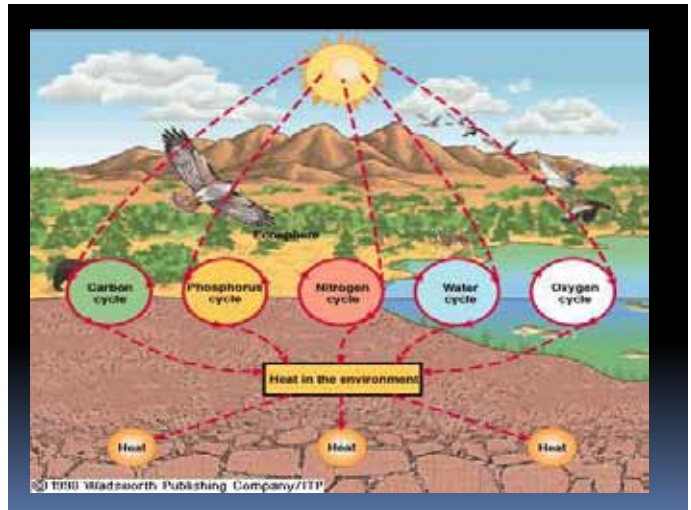 Ecosphere
Carbon
cycle
Phosphorus
cycle
Nitrogen
cycle
Water
cycle
Oxygen
cycle
Heat in the environment
Heat
Heat
Heat
© 1998 Wadsworth Publishing Company/ITP